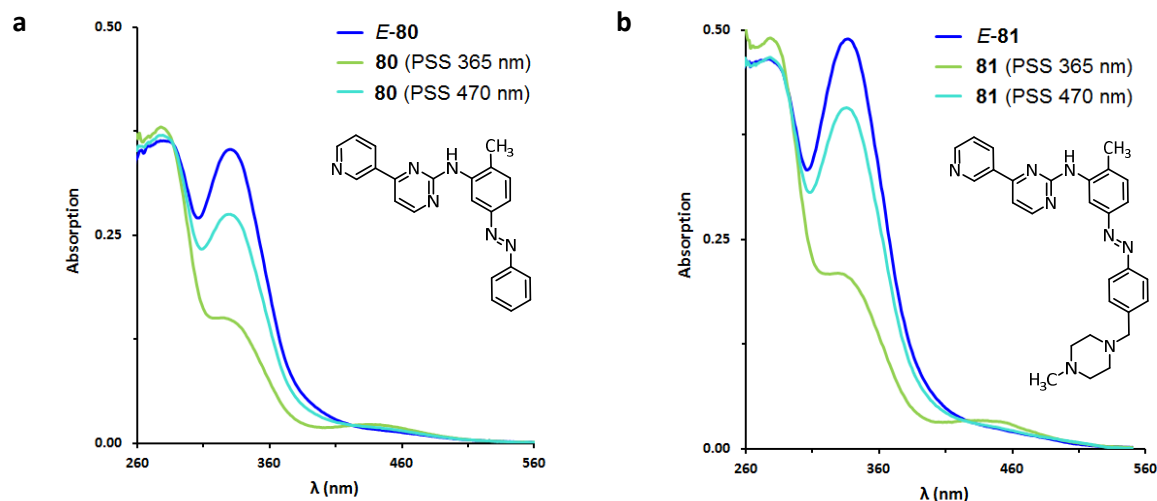 a
0.50
0.25
0.00
Absorption
260
360
460
560
λ (nm)
E-80
80 (PSS 365 nm)
80 (PSS 470 nm)
N
N
N
H
N
CH₃
N
N
b
0.50
0.25
0.00
Absorption
260
360
460
560
λ (nm)
E-81
81 (PSS 365 nm)
81 (PSS 470 nm)
N
N
N
H
N
CH₃
N
N
N
N
H₃C